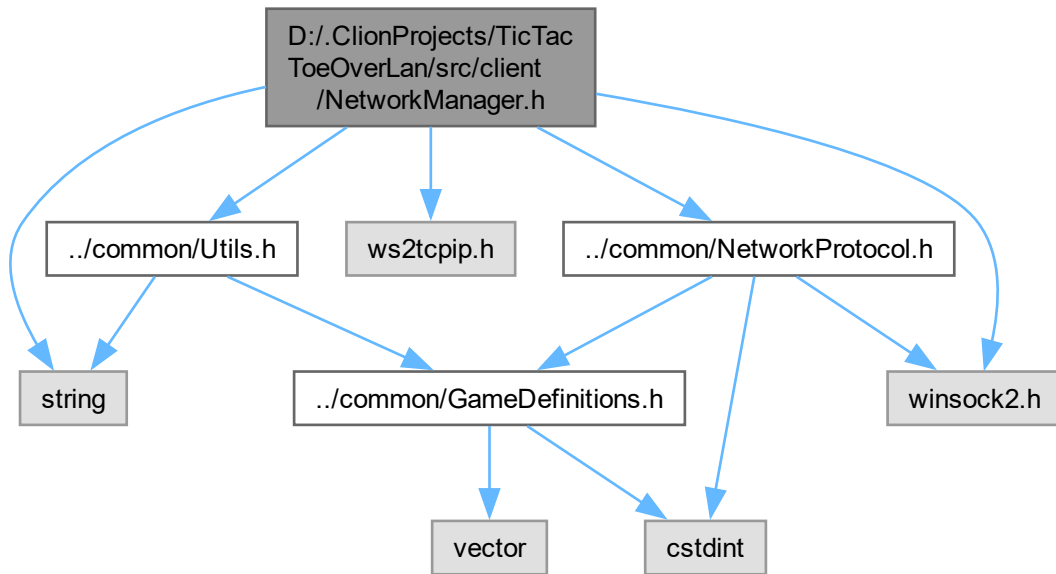 D:/.ClionProjects/TicTac
ToeOverLan/src/client
/NetworkManager.h
../common/Utils.h
ws2tcpip.h
../common/NetworkProtocol.h
string
../common/GameDefinitions.h
winsock2.h
vector
cstdint